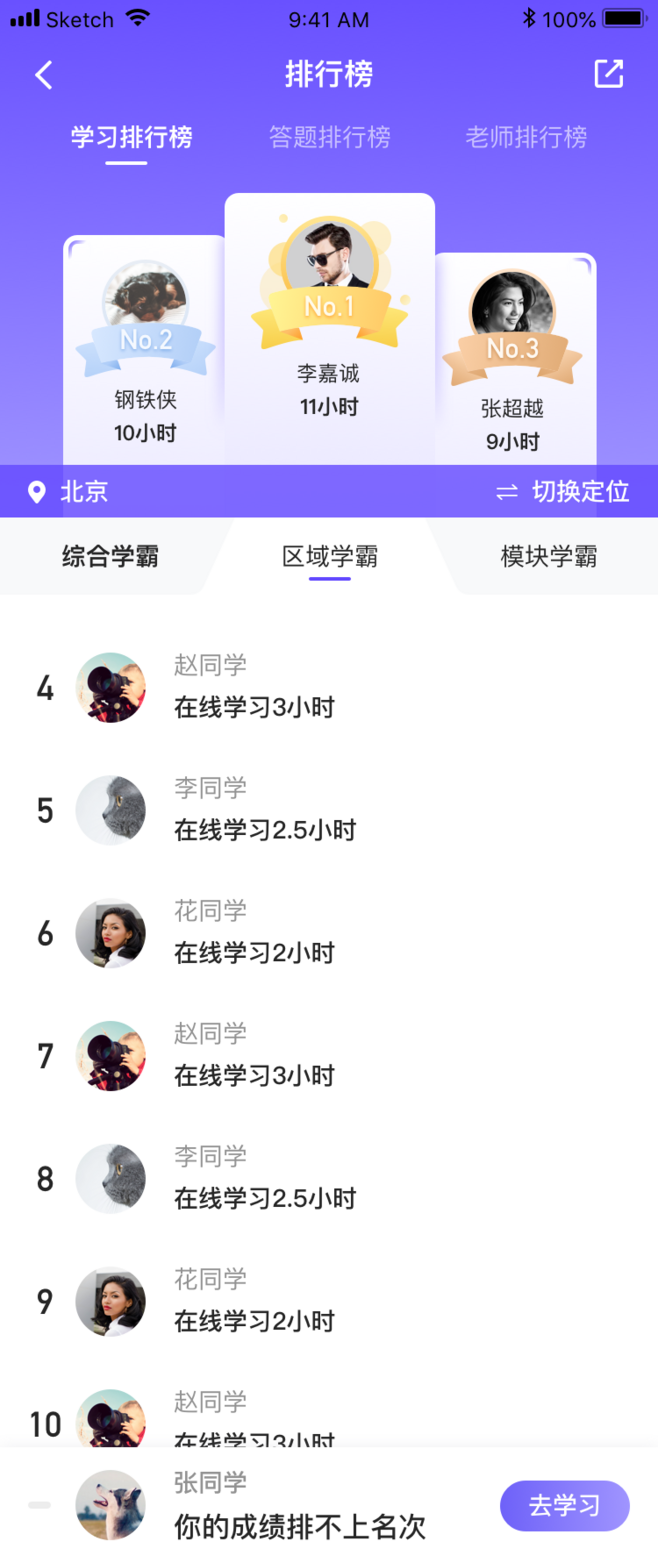 Sketch 9:41 AM 100%
排行榜
学习排行榜 答题排行榜 老师排行榜
No.1
李嘉诚
11小时
No.2
钢铁侠
10小时
No.3
张超越
9小时
北京 切换定位
综合学霸 区域学霸 模块学霸
4 赵同学
在线学习3小时
5 李同学
在线学习2.5小时
6 花同学
在线学习2小时
7 赵同学
在线学习3小时
8 李同学
在线学习2.5小时
9 花同学
在线学习2小时
10 赵同学
在线学习3小时
张同学
你的成绩排不上名次
去学习